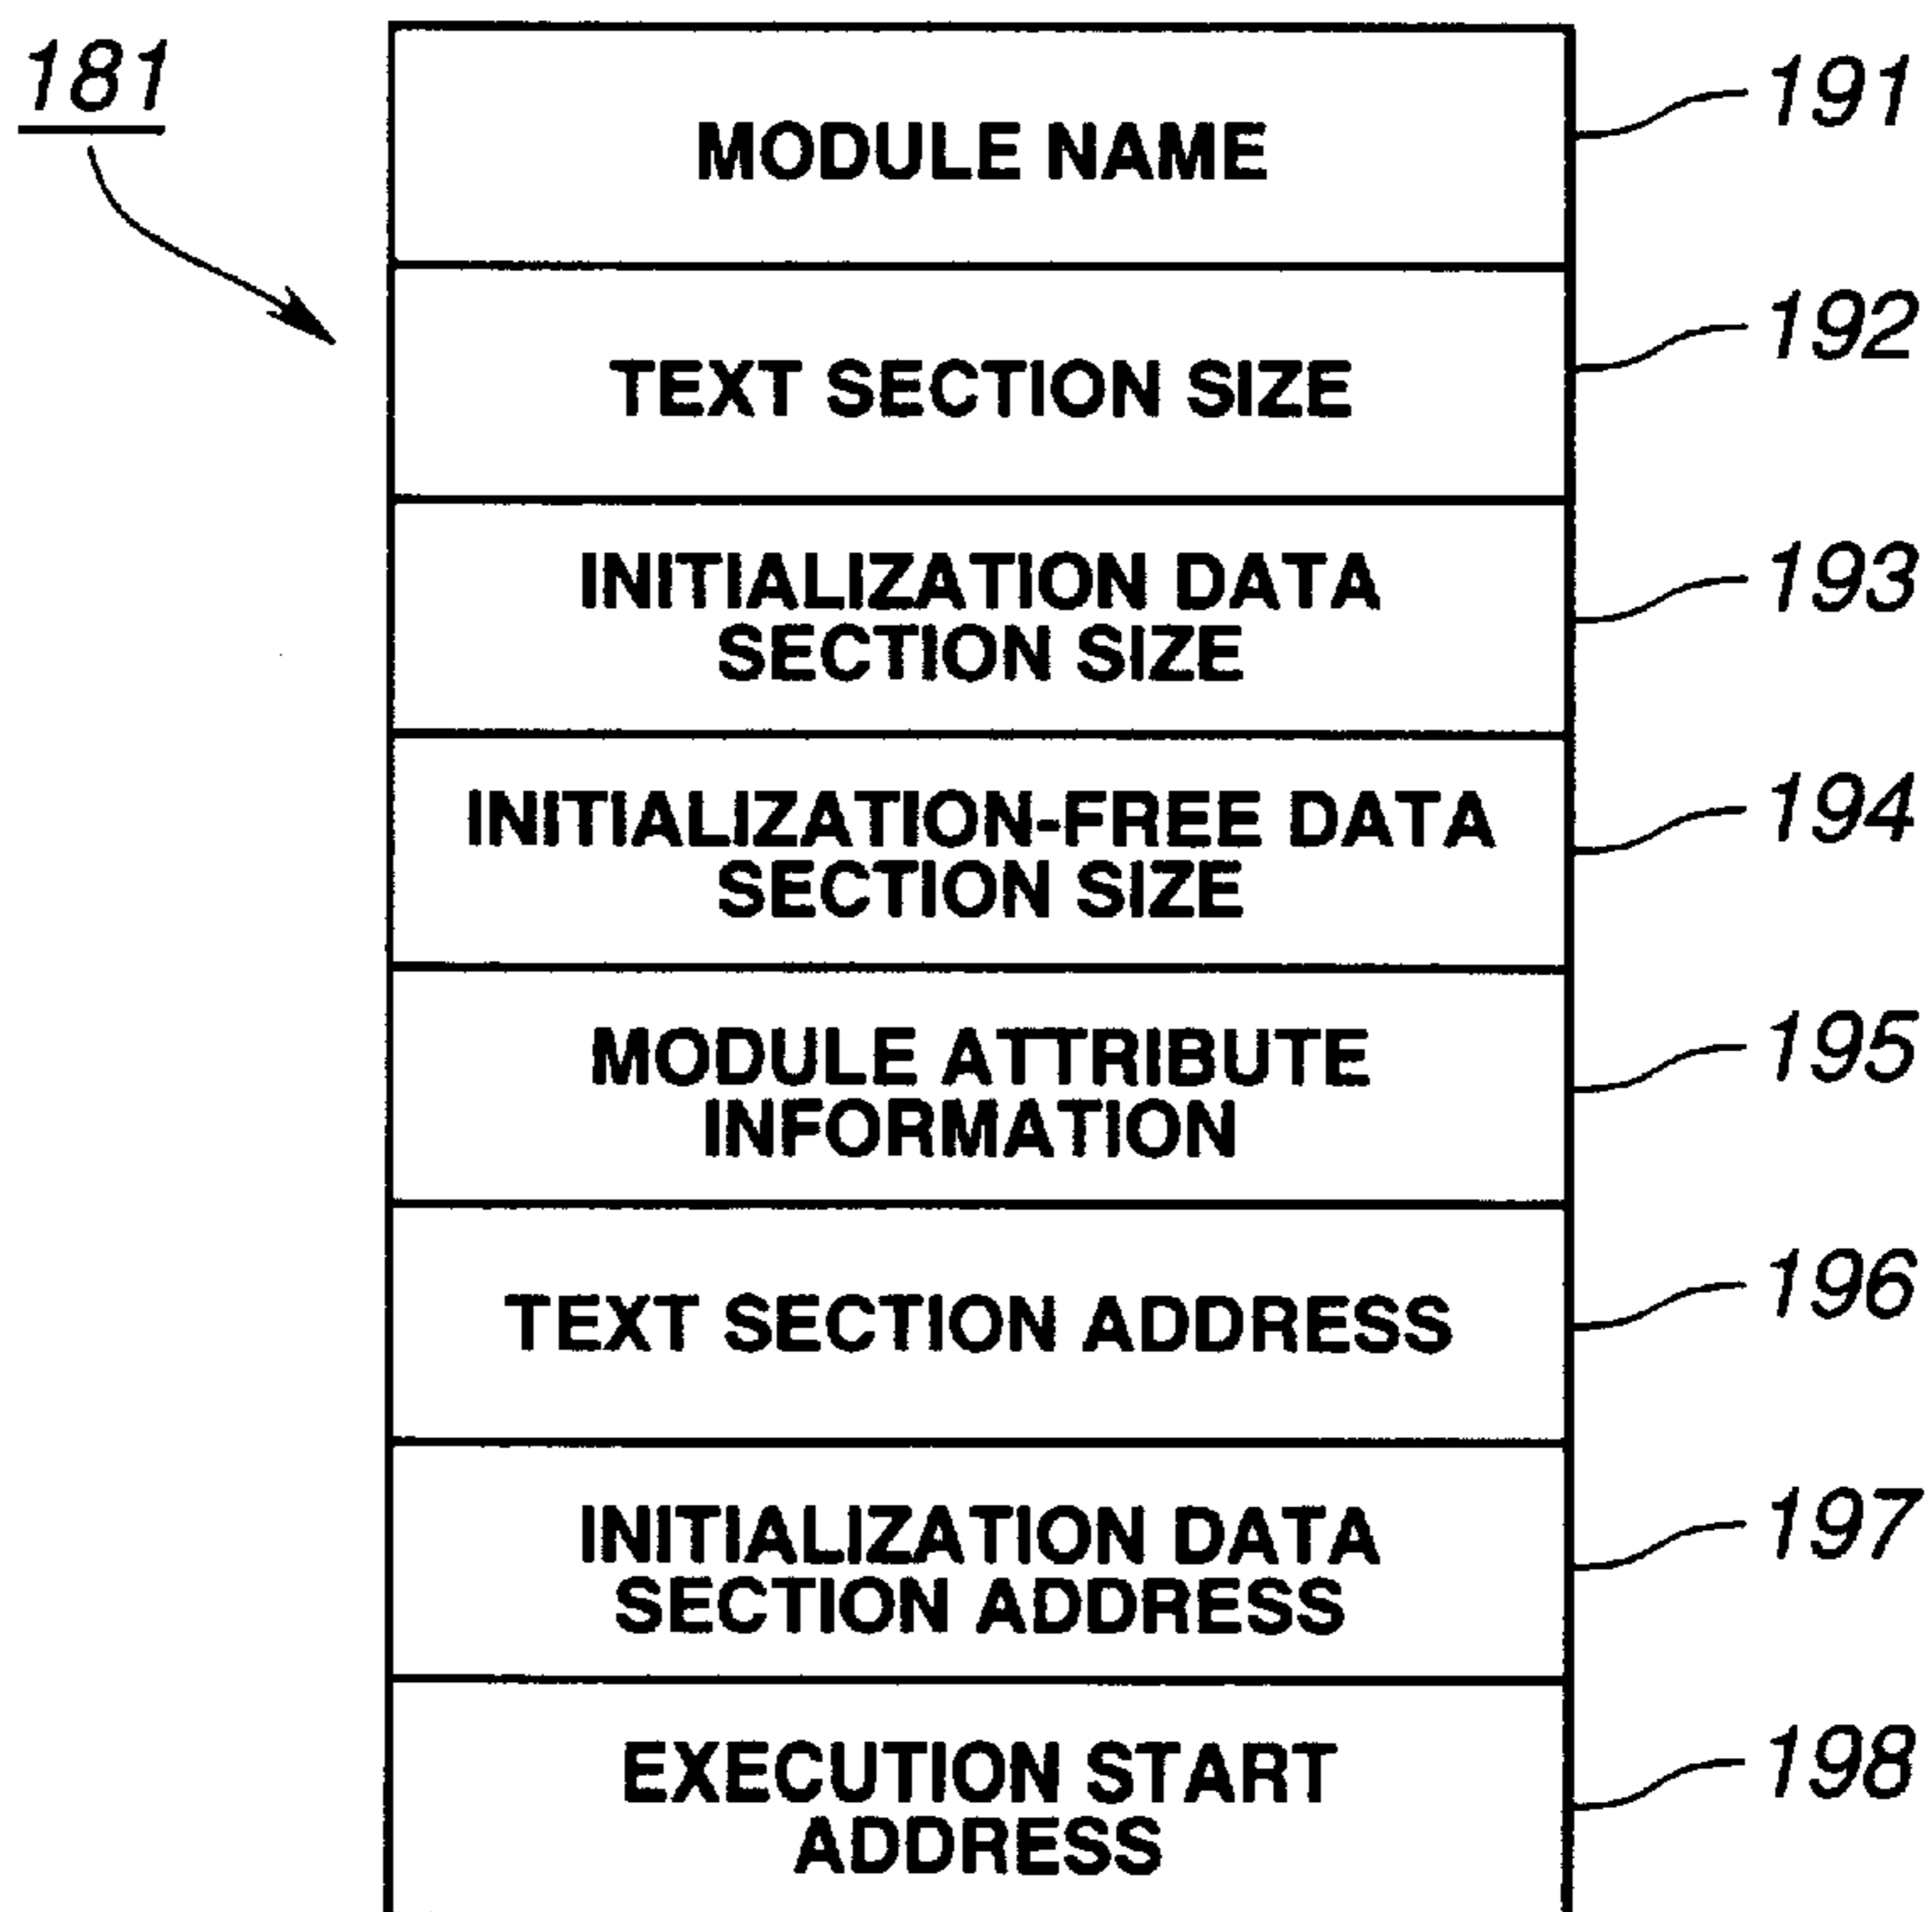 181
MODULE NAME
191
TEXT SECTION SIZE
192
INITIALIZATION DATA
SECTION SIZE
193
INITIALIZATION-FREE DATA
SECTION SIZE
194
MODULE ATTRIBUTE
INFORMATION
195
TEXT SECTION ADDRESS
196
INITIALIZATION DATA
SECTION ADDRESS
197
EXECUTION START
ADDRESS
198